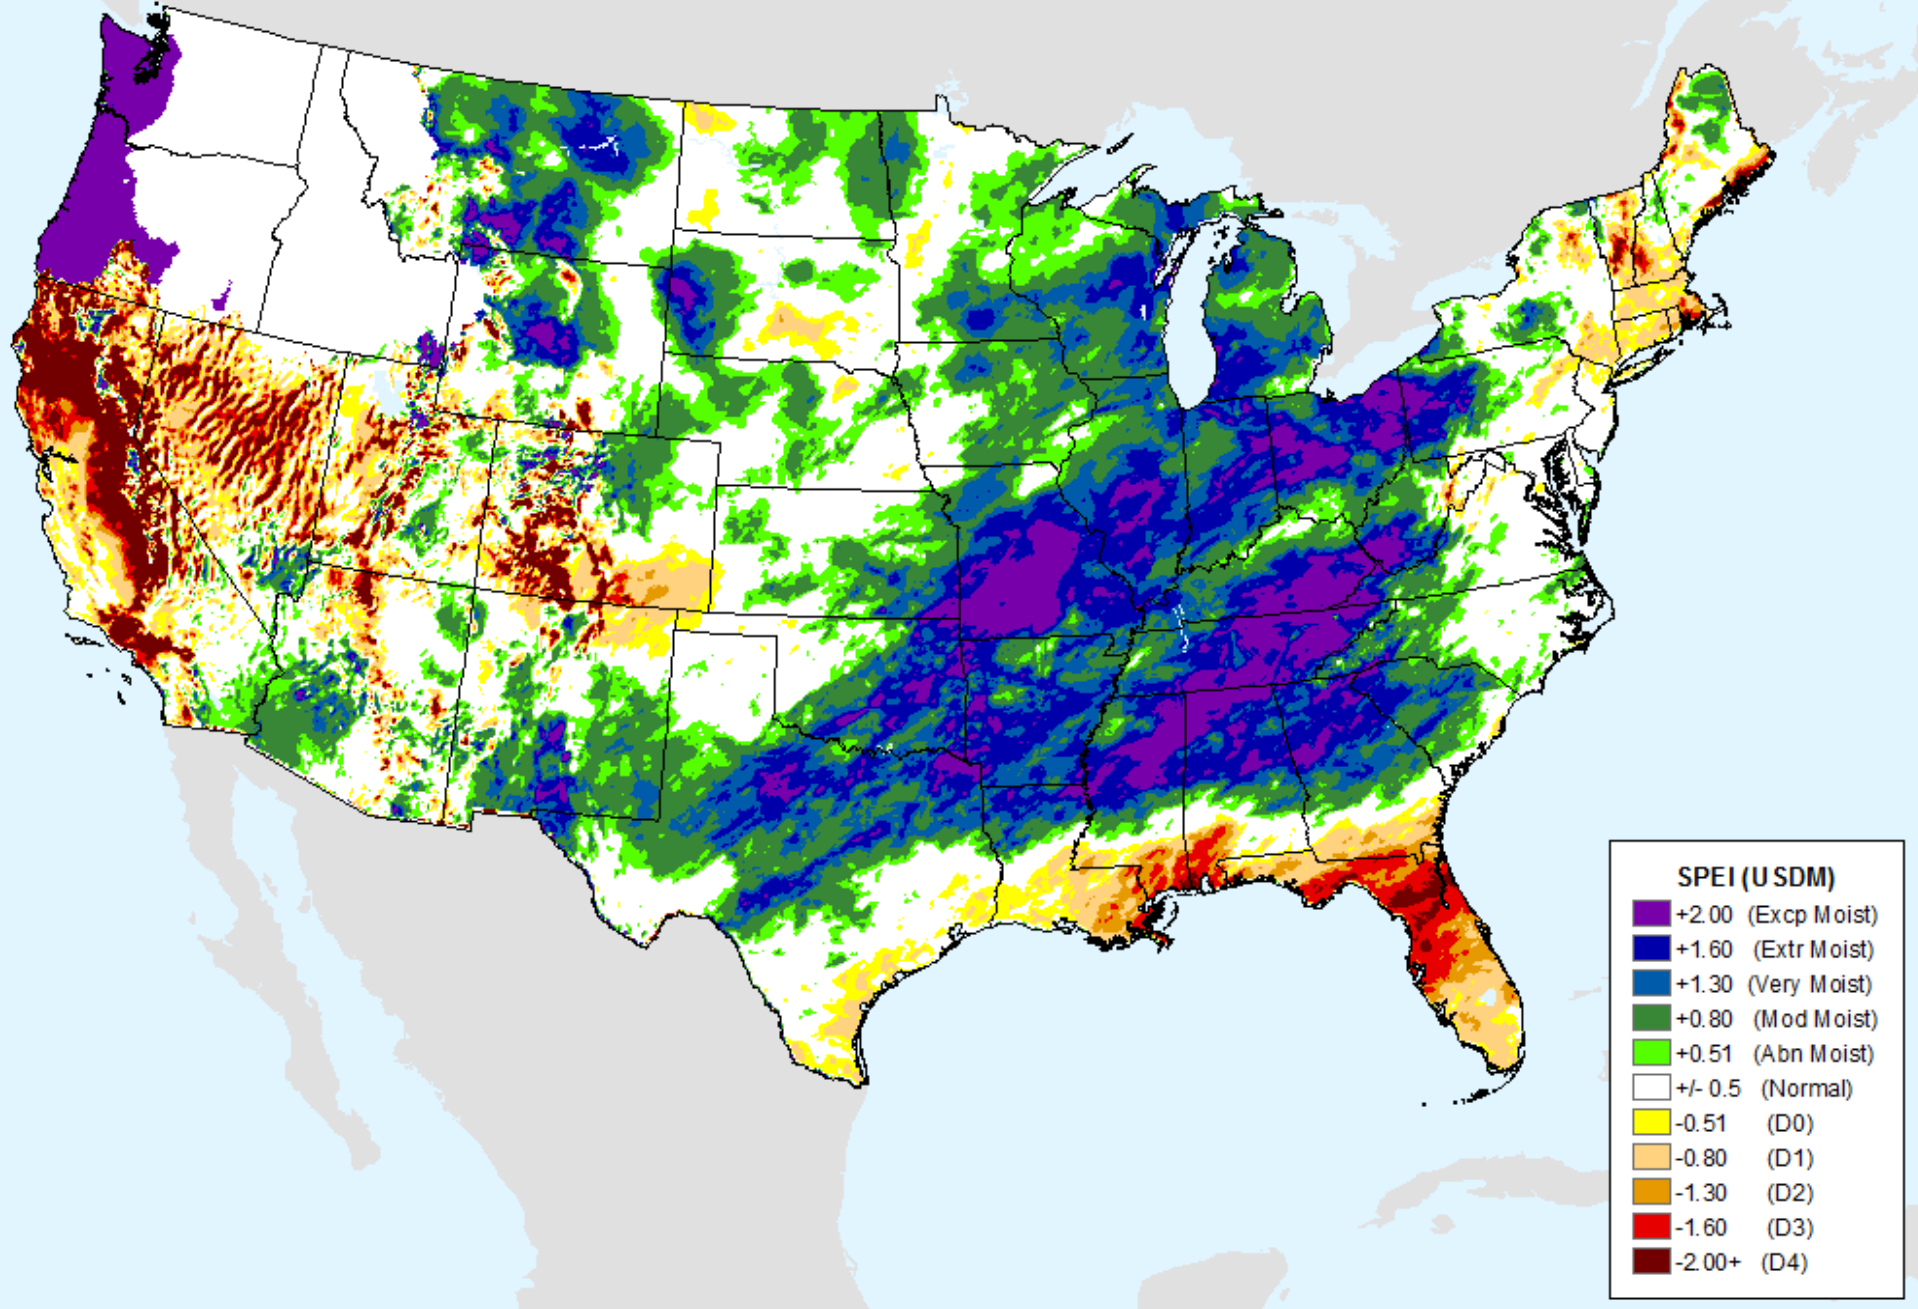 SPEI (USDM)
+2.00 (Excp Moist)
+1.60 (Extr Moist)
+1.30 (Very Moist)
+0.80 (Mod Moist)
+0.51 (Abn Moist)
+/- 0.5 (Normal)
-0.51 (D0)
-0.80 (D1)
-1.30 (D2)
-1.60 (D3)
-2.00+ (D4)